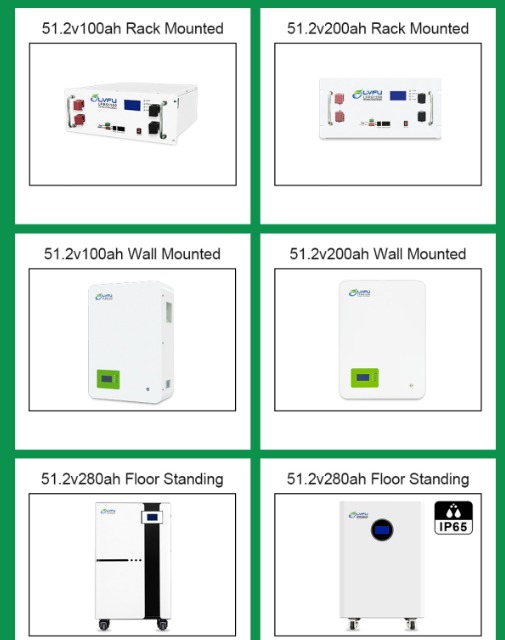 51.2v100ah Rack Mounted
51.2v200ah Rack Mounted
LVFU
LVFU
51.2v100ah Wall Mounted
51.2v200ah Wall Mounted
LVFU
LVFU
51.2v280ah Floor Standing
51.2v280ah Floor Standing
LVFU
LVFU
IP65